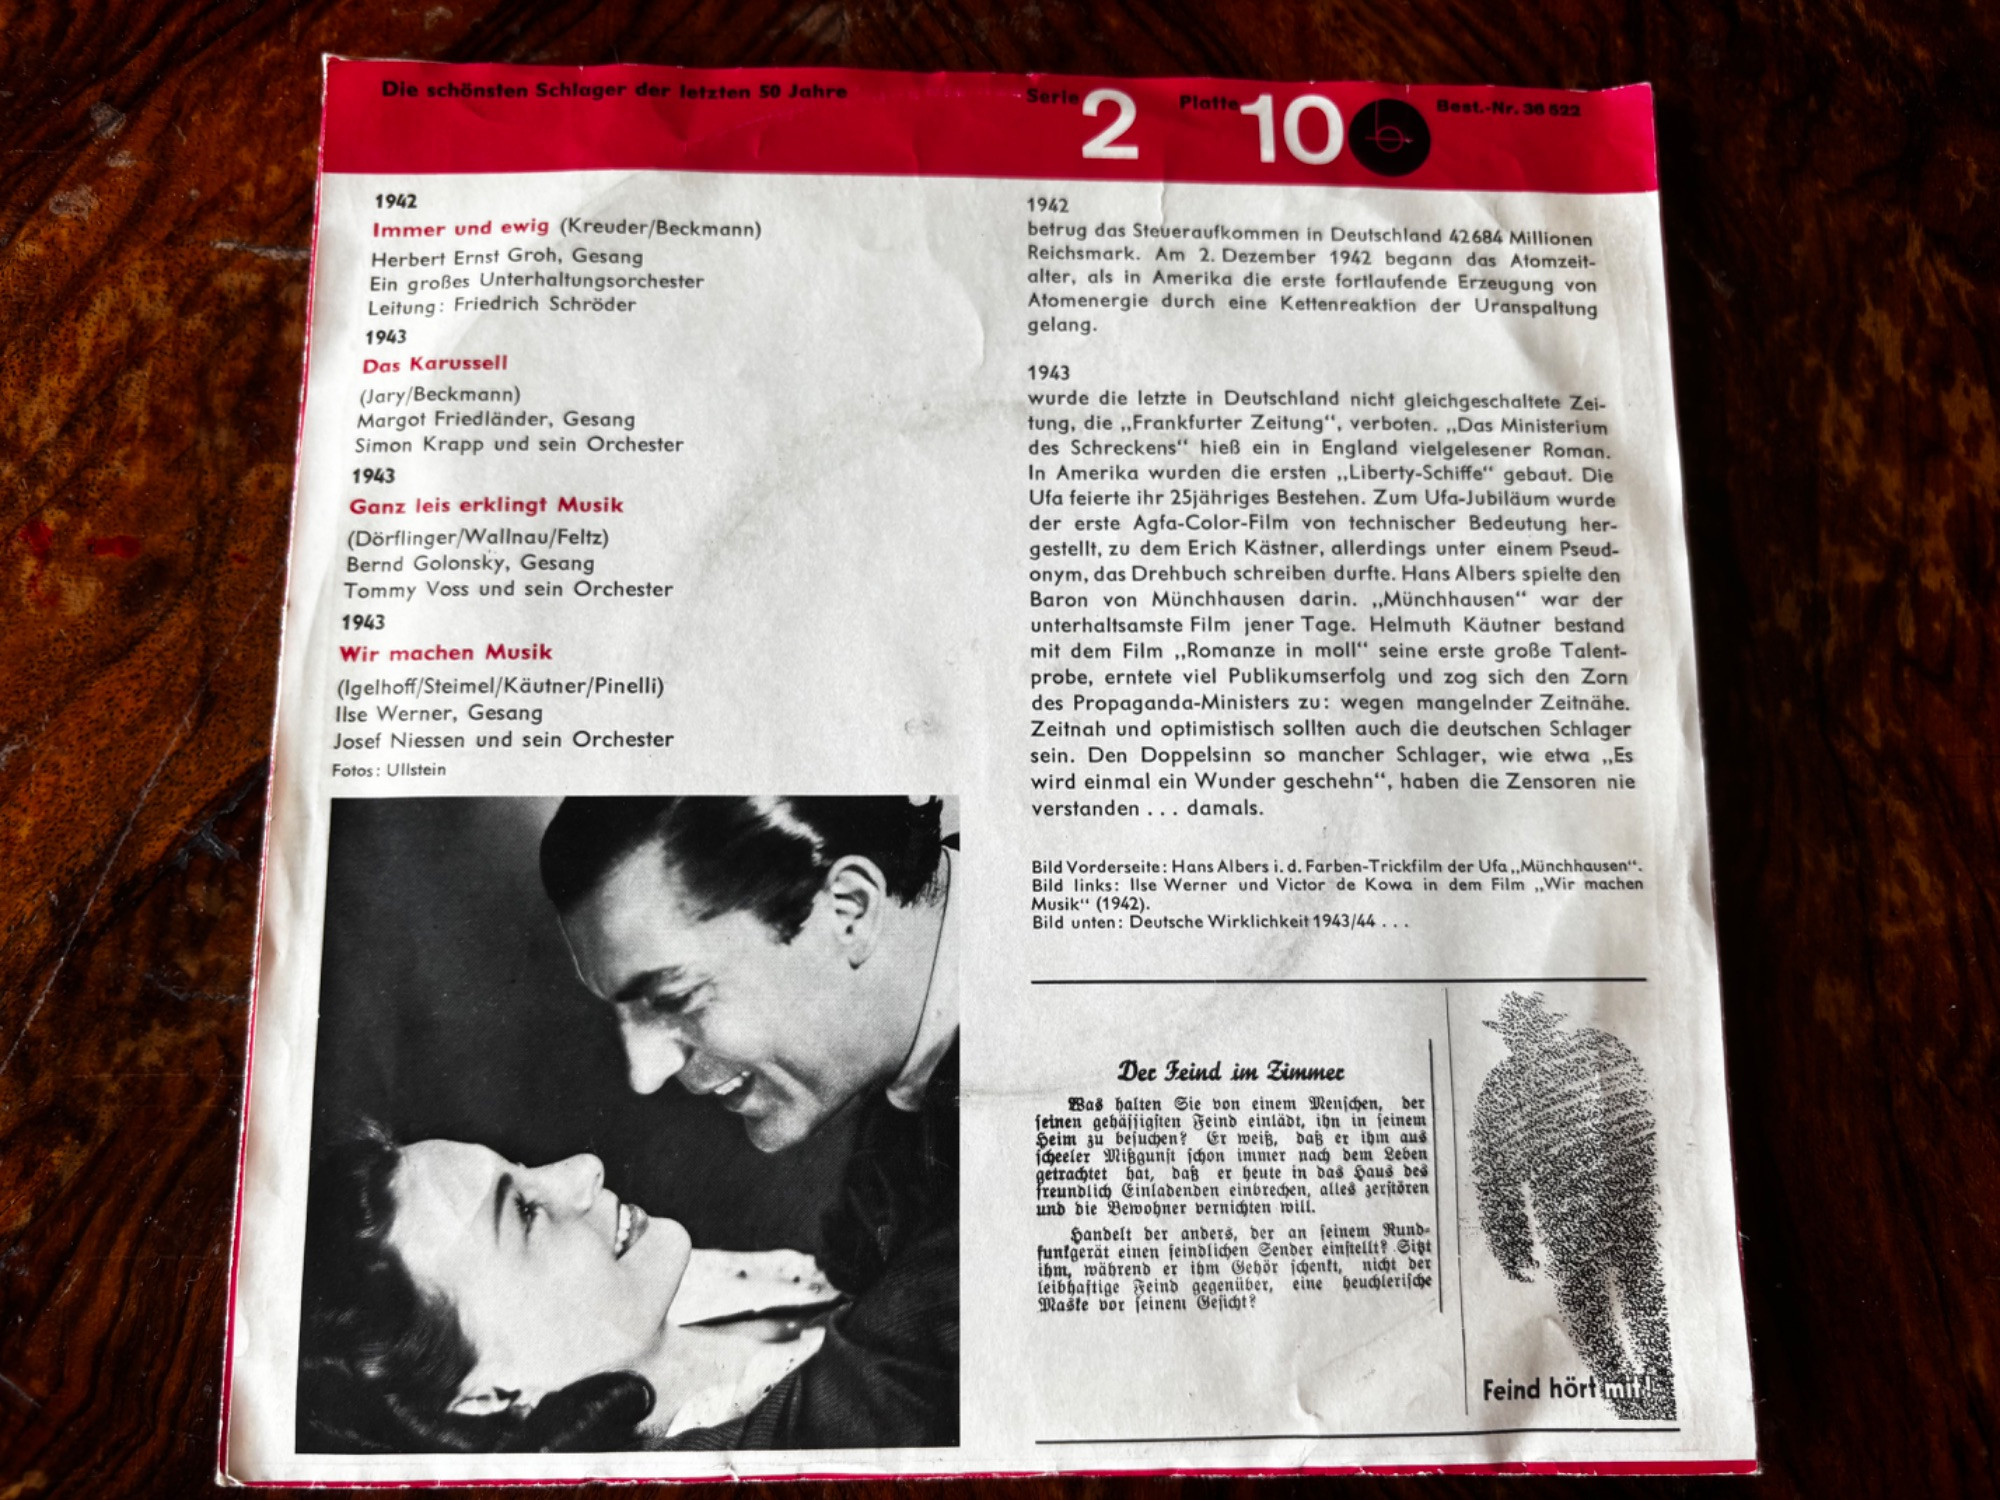 Die schönsten Schlager der letzten 50 Jahre
Serie 2 Platte 10 b Best.-Nr. 36 622
1942
Immer und ewig (Kreuder/Beckmann)
Herbert Ernst Groh, Gesang
Ein großes Unterhaltungsorchester
Leitung: Friedrich Schröder
1943
Das Karussell
(Jary/Beckmann)
Margot Friedländer, Gesang
Simon Krapp und sein Orchester
1943
Ganz leis erklingt Musik
(Dörflinger/Wallnau/Feltz)
Bernd Golonsky, Gesang
Tommy Voss und sein Orchester
1943
Wir machen Musik
(Igelhoff/Steimel/Käutner/Pinelli)
Ilse Werner, Gesang
Josef Niessen und sein Orchester
Fotos: Ullstein
1942
betrug das Steueraufkommen in Deutschland 42684 Millionen
Reichsmark. Am 2. Dezember 1942 begann das Atomzeit-
alter, als in Amerika die erste fortlaufende Erzeugung von
Atomenergie durch eine Kettenreaktion der Uranspaltung
gelang.
1943
wurde die letzte in Deutschland nicht gleichgeschaltete Zei-
tung, die „Frankfurter Zeitung“, verboten. „Das Ministerium
des Schreckens“ hieß ein in England vielgelesener Roman.
In Amerika wurden die ersten „Liberty-Schiffe“ gebaut. Die
Ufa feierte ihr 25jähriges Bestehen. Zum Ufa-Jubiläum wurde
der erste Agfa-Color-Film von technischer Bedeutung her-
gestellt, zu dem Erich Kästner, allerdings unter einem Pseud-
onym, das Drehbuch schreiben durfte. Hans Albers spielte den
Baron von Münchhausen darin. „Münchhausen“ war der
unterhaltsamste Film jener Tage. Helmuth Käutner bestand
mit dem Film „Romanze in moll“ seine erste große Talent-
probe, erntete viel Publikumserfolg und zog sich den Zorn
des Propaganda-Ministers zu: wegen mangelnder Zeitnähe.
Zeitnah und optimistisch sollten auch die deutschen Schlager
sein. Den Doppelsinn so mancher Schlager, wie etwa „Es
wird einmal ein Wunder geschehn“, haben die Zensoren nie
verstanden . . . damals.
Bild Vorderseite: Hans Albers i. d. Farben-Trickfilm der Ufa „Münchhausen“.
Bild links: Ilse Werner und Victor de Kowa in dem Film „Wir machen
Musik“ (1942).
Bild unten: Deutsche Wirklichkeit 1943/44 . . .
Der Feind im Zimmer
Was halten Sie von einem Menschen, der
seinen gehässigsten Feind einlädt, ihn in seinem
Heim zu besuchen? Er weiß, daß er ihm aus
scheeler Mißgunst schon immer nach dem Leben
getrachtet hat, daß er heute in das Haus des
freundlich Einladenden einbrechen, alles zerstören
und die Bewohner vernichten will.
Handelt der anders, der an seinem Rund-
funkgerät einen feindlichen Sender einstellt? Sitzt
ihm, während er ihm Gehör schenkt, nicht der
leibhaftige Feind gegenüber, eine heuchlerische
Maske vor seinem Gesicht?
Feind hört mit!